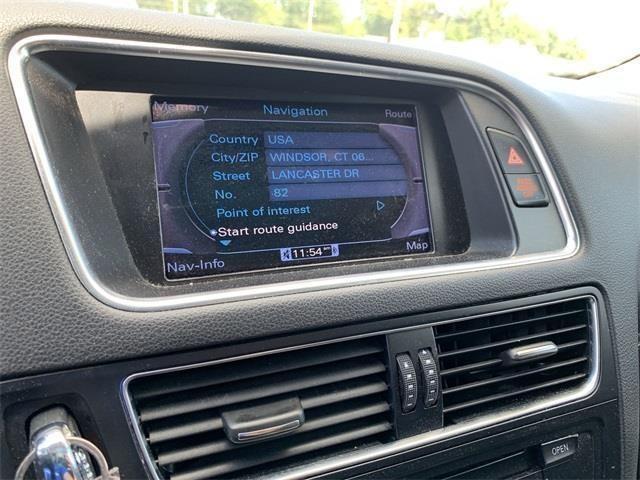 Memory Navigation Route
Country USA
City/ZIP WINDSOR, CT 06...
Street LANCASTER DR
No. 82
Point of interest
Start route guidance
Nav-Info 11:54 Map
OPEN